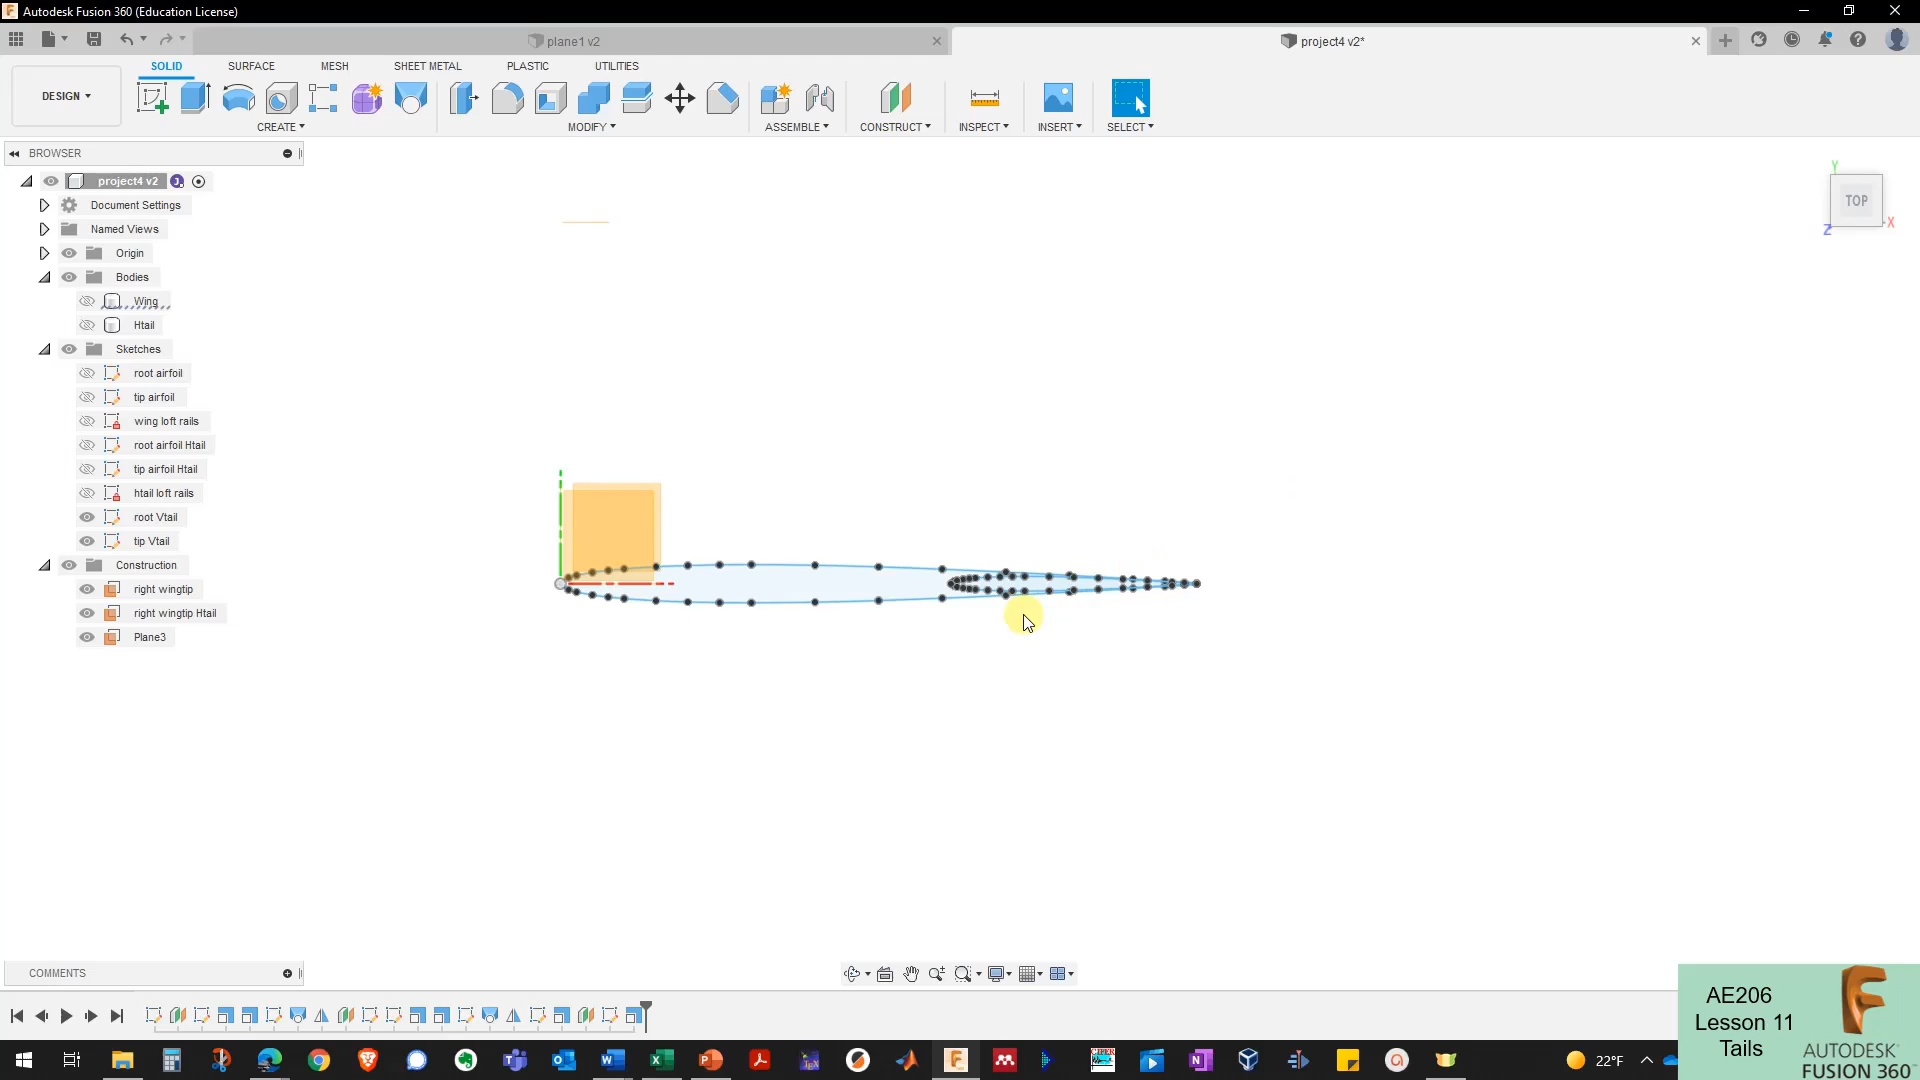 Autodesk Fusion 360 (Education License)
plane1 v2
project4 v2*
DESIGN
SOLID
SURFACE
MESH
SHEET METAL
PLASTIC
UTILITIES
CREATE
MODIFY
ASSEMBLE
CONSTRUCT
INSPECT
INSERT
SELECT
BROWSER
project4 v2
Document Settings
Named Views
Origin
Bodies
Wing
Htail
Sketches
root airfoil
tip airfoil
wing loft rails
root airfoil Htail
tip airfoil Htail
htail loft rails
root Vtail
tip Vtail
Construction
right wingtip
right wingtip Htail
Plane3
Y
TOP
X
Z
COMMENTS
22°F
AE206
Lesson 11
Tails
AUTODESK
FUSION 360°